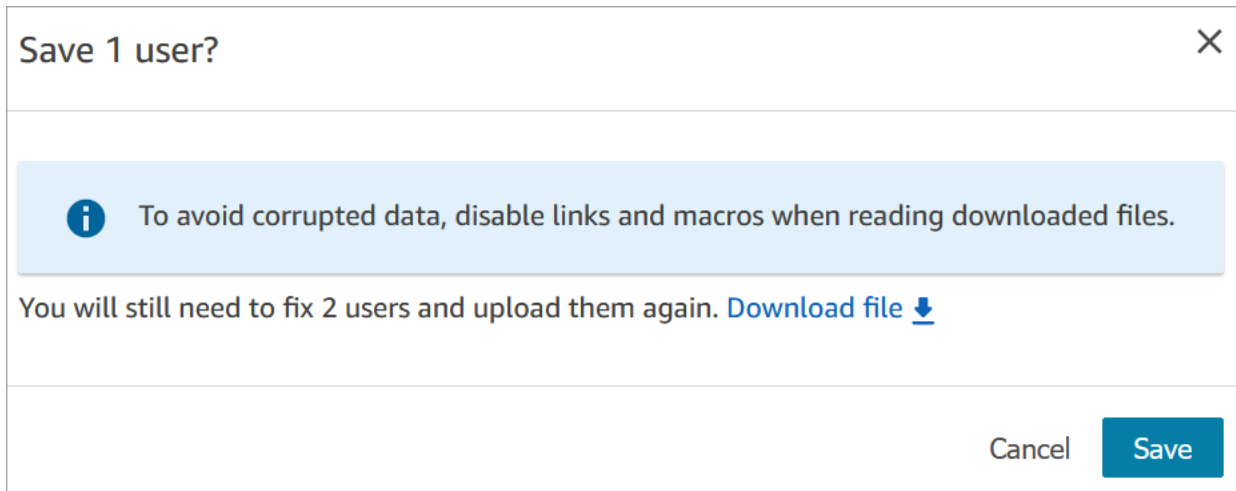 Save 1 user?
To avoid corrupted data, disable links and macros when reading downloaded files.
You will still need to fix 2 users and upload them again. Download file
Cancel Save